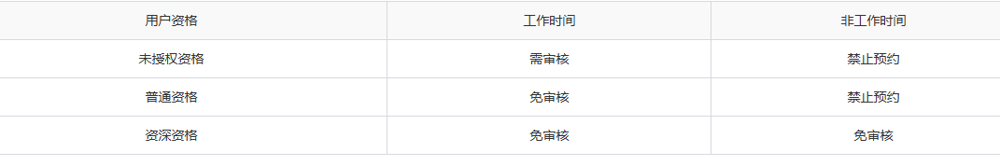 用户资格 工作时间 非工作时间
未授权资格 需审核 禁止预约
普通资格 免审核 禁止预约
资深资格 免审核 免审核